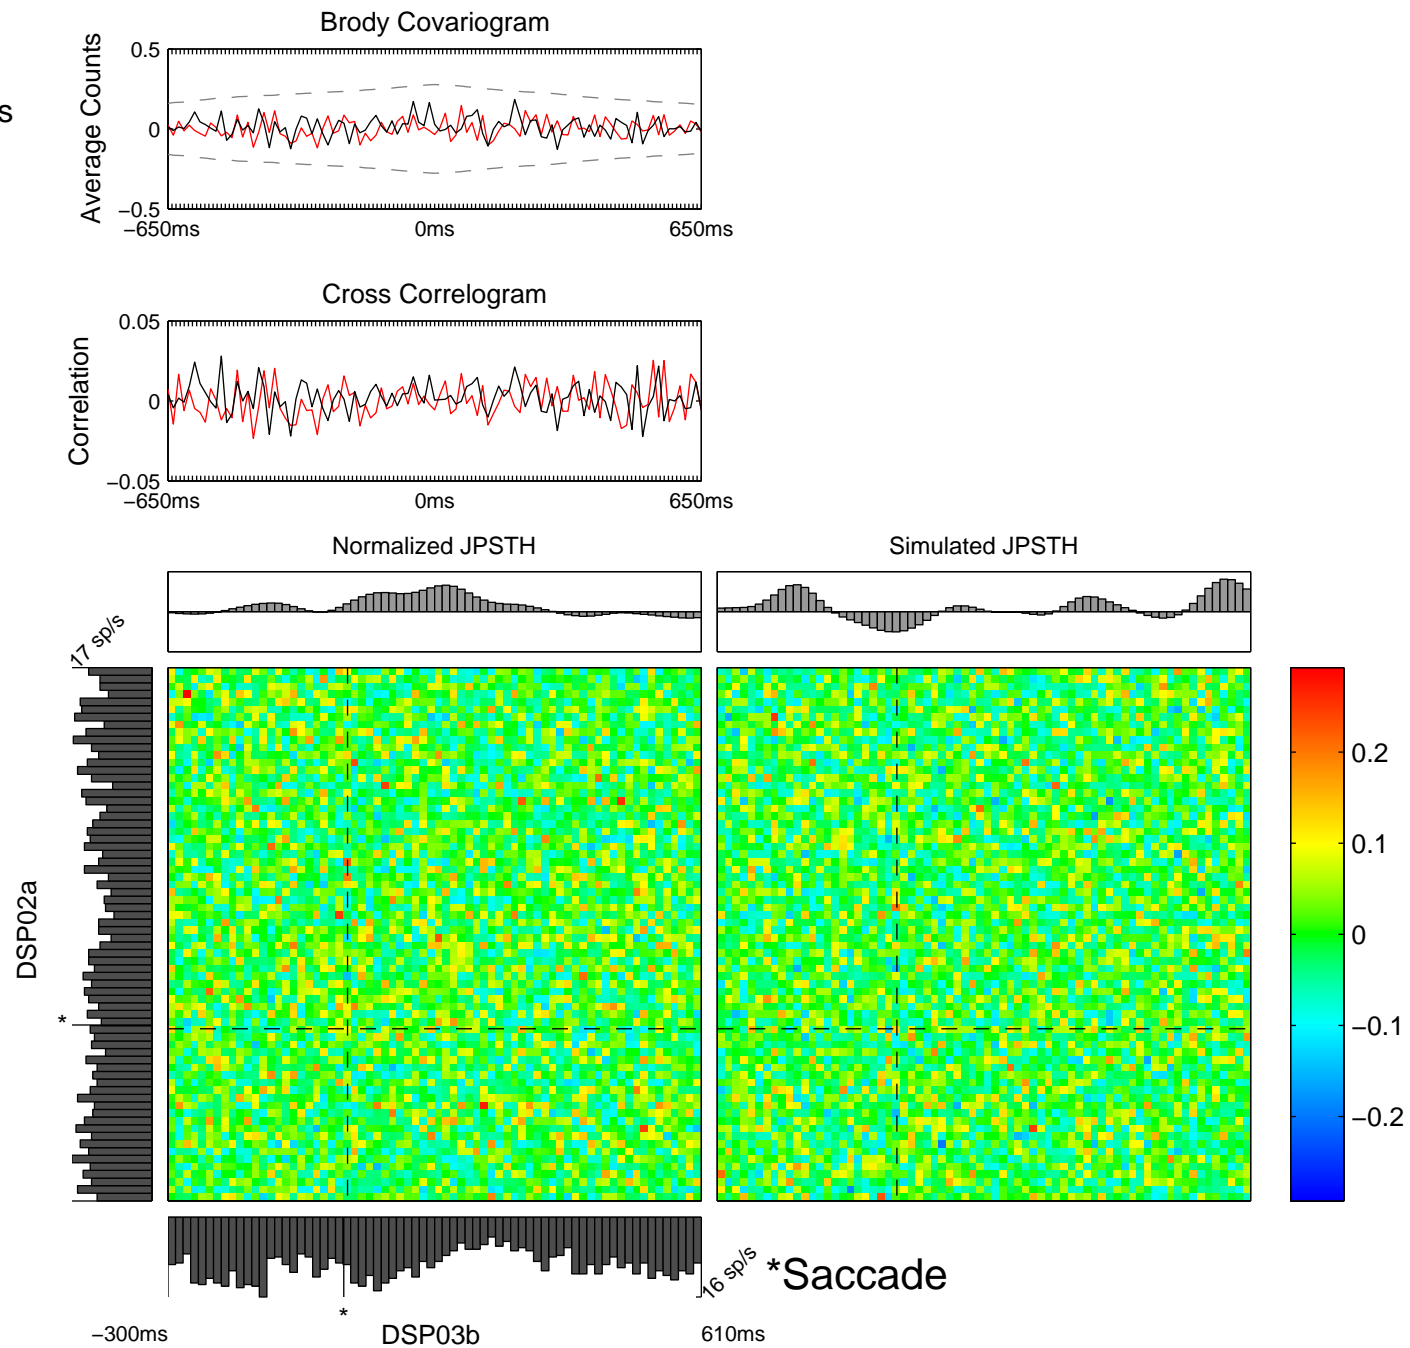 Brody Covariogram
s
Average Counts
0.5
0
−0.5
−650ms
0ms
650ms
Cross Correlogram
Correlation
0.05
0
−0.05
−650ms
0ms
650ms
Normalized JPSTH
Simulated JPSTH
17 sp/s
DSP02a
*
0.2
0.1
0
−0.1
−0.2
16 sp/s
*Saccade
*
−300ms
DSP03b
610ms